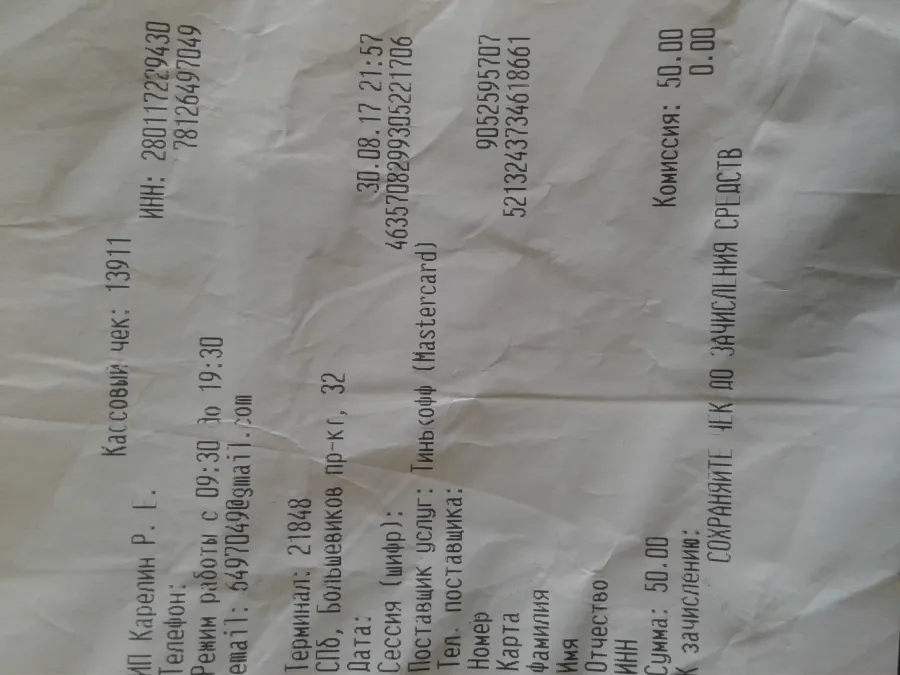 Кассовый чек: 13911
ИП Карелин Р. Е. ИНН: 280117229430
Телефон: 78126497049
Режим работы с 09:30 до 19:30
email: 6497049@gmail.com
Терминал: 21848
СПб, Большевиков пр-кт, 32
Дата: 30.08.17 21:57
Сессия (шифр): 46357082993052217​06
Поставщик услуг: Тинькофф (Mastercard)
Тел. поставщика:
Номер 9052595707
Карта 5213243734618661
Фамилия
Имя
Отчество
ИНН
Сумма: 50.00 Комиссия: 50.00
К зачислению: 0.00
СОХРАНЯЙТЕ ЧЕК ДО ЗАЧИСЛЕНИЯ СРЕДСТВ